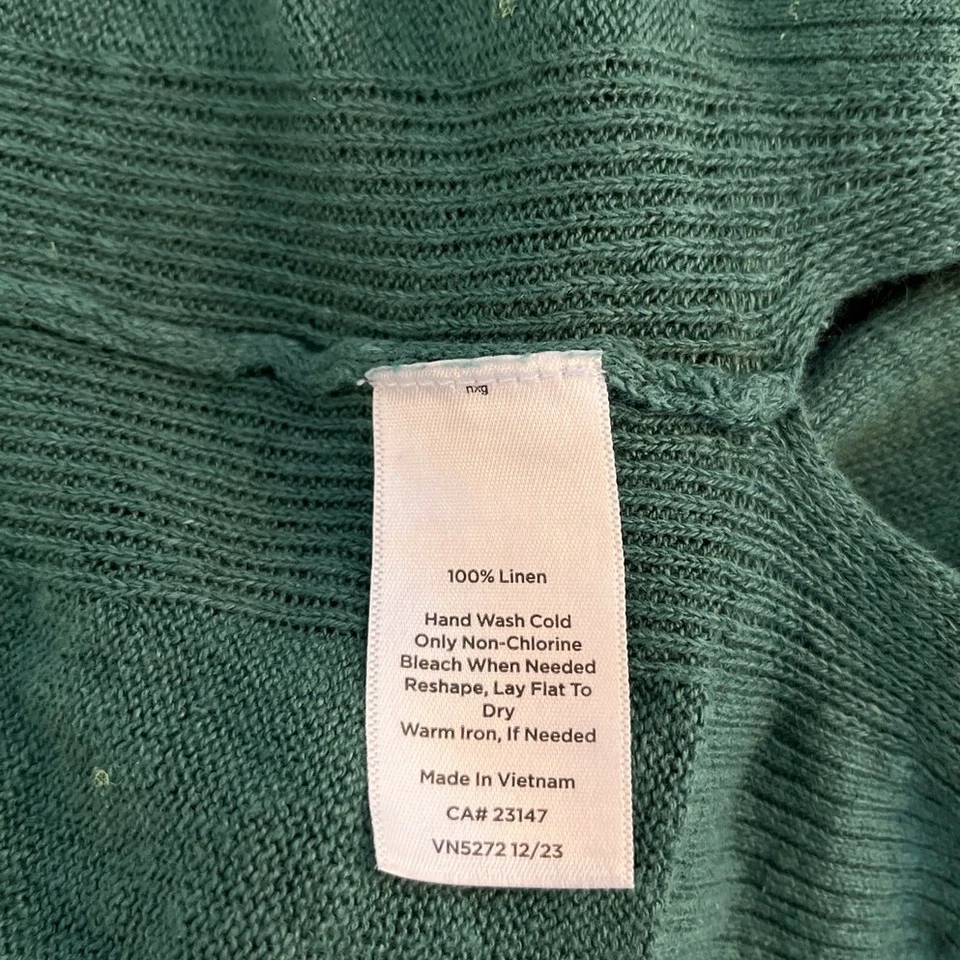 nxg
100% Linen
Hand Wash Cold
Only Non-Chlorine
Bleach When Needed
Reshape, Lay Flat To
Dry
Warm Iron, If Needed
Made In Vietnam
CA# 23147
VN5272 12/23